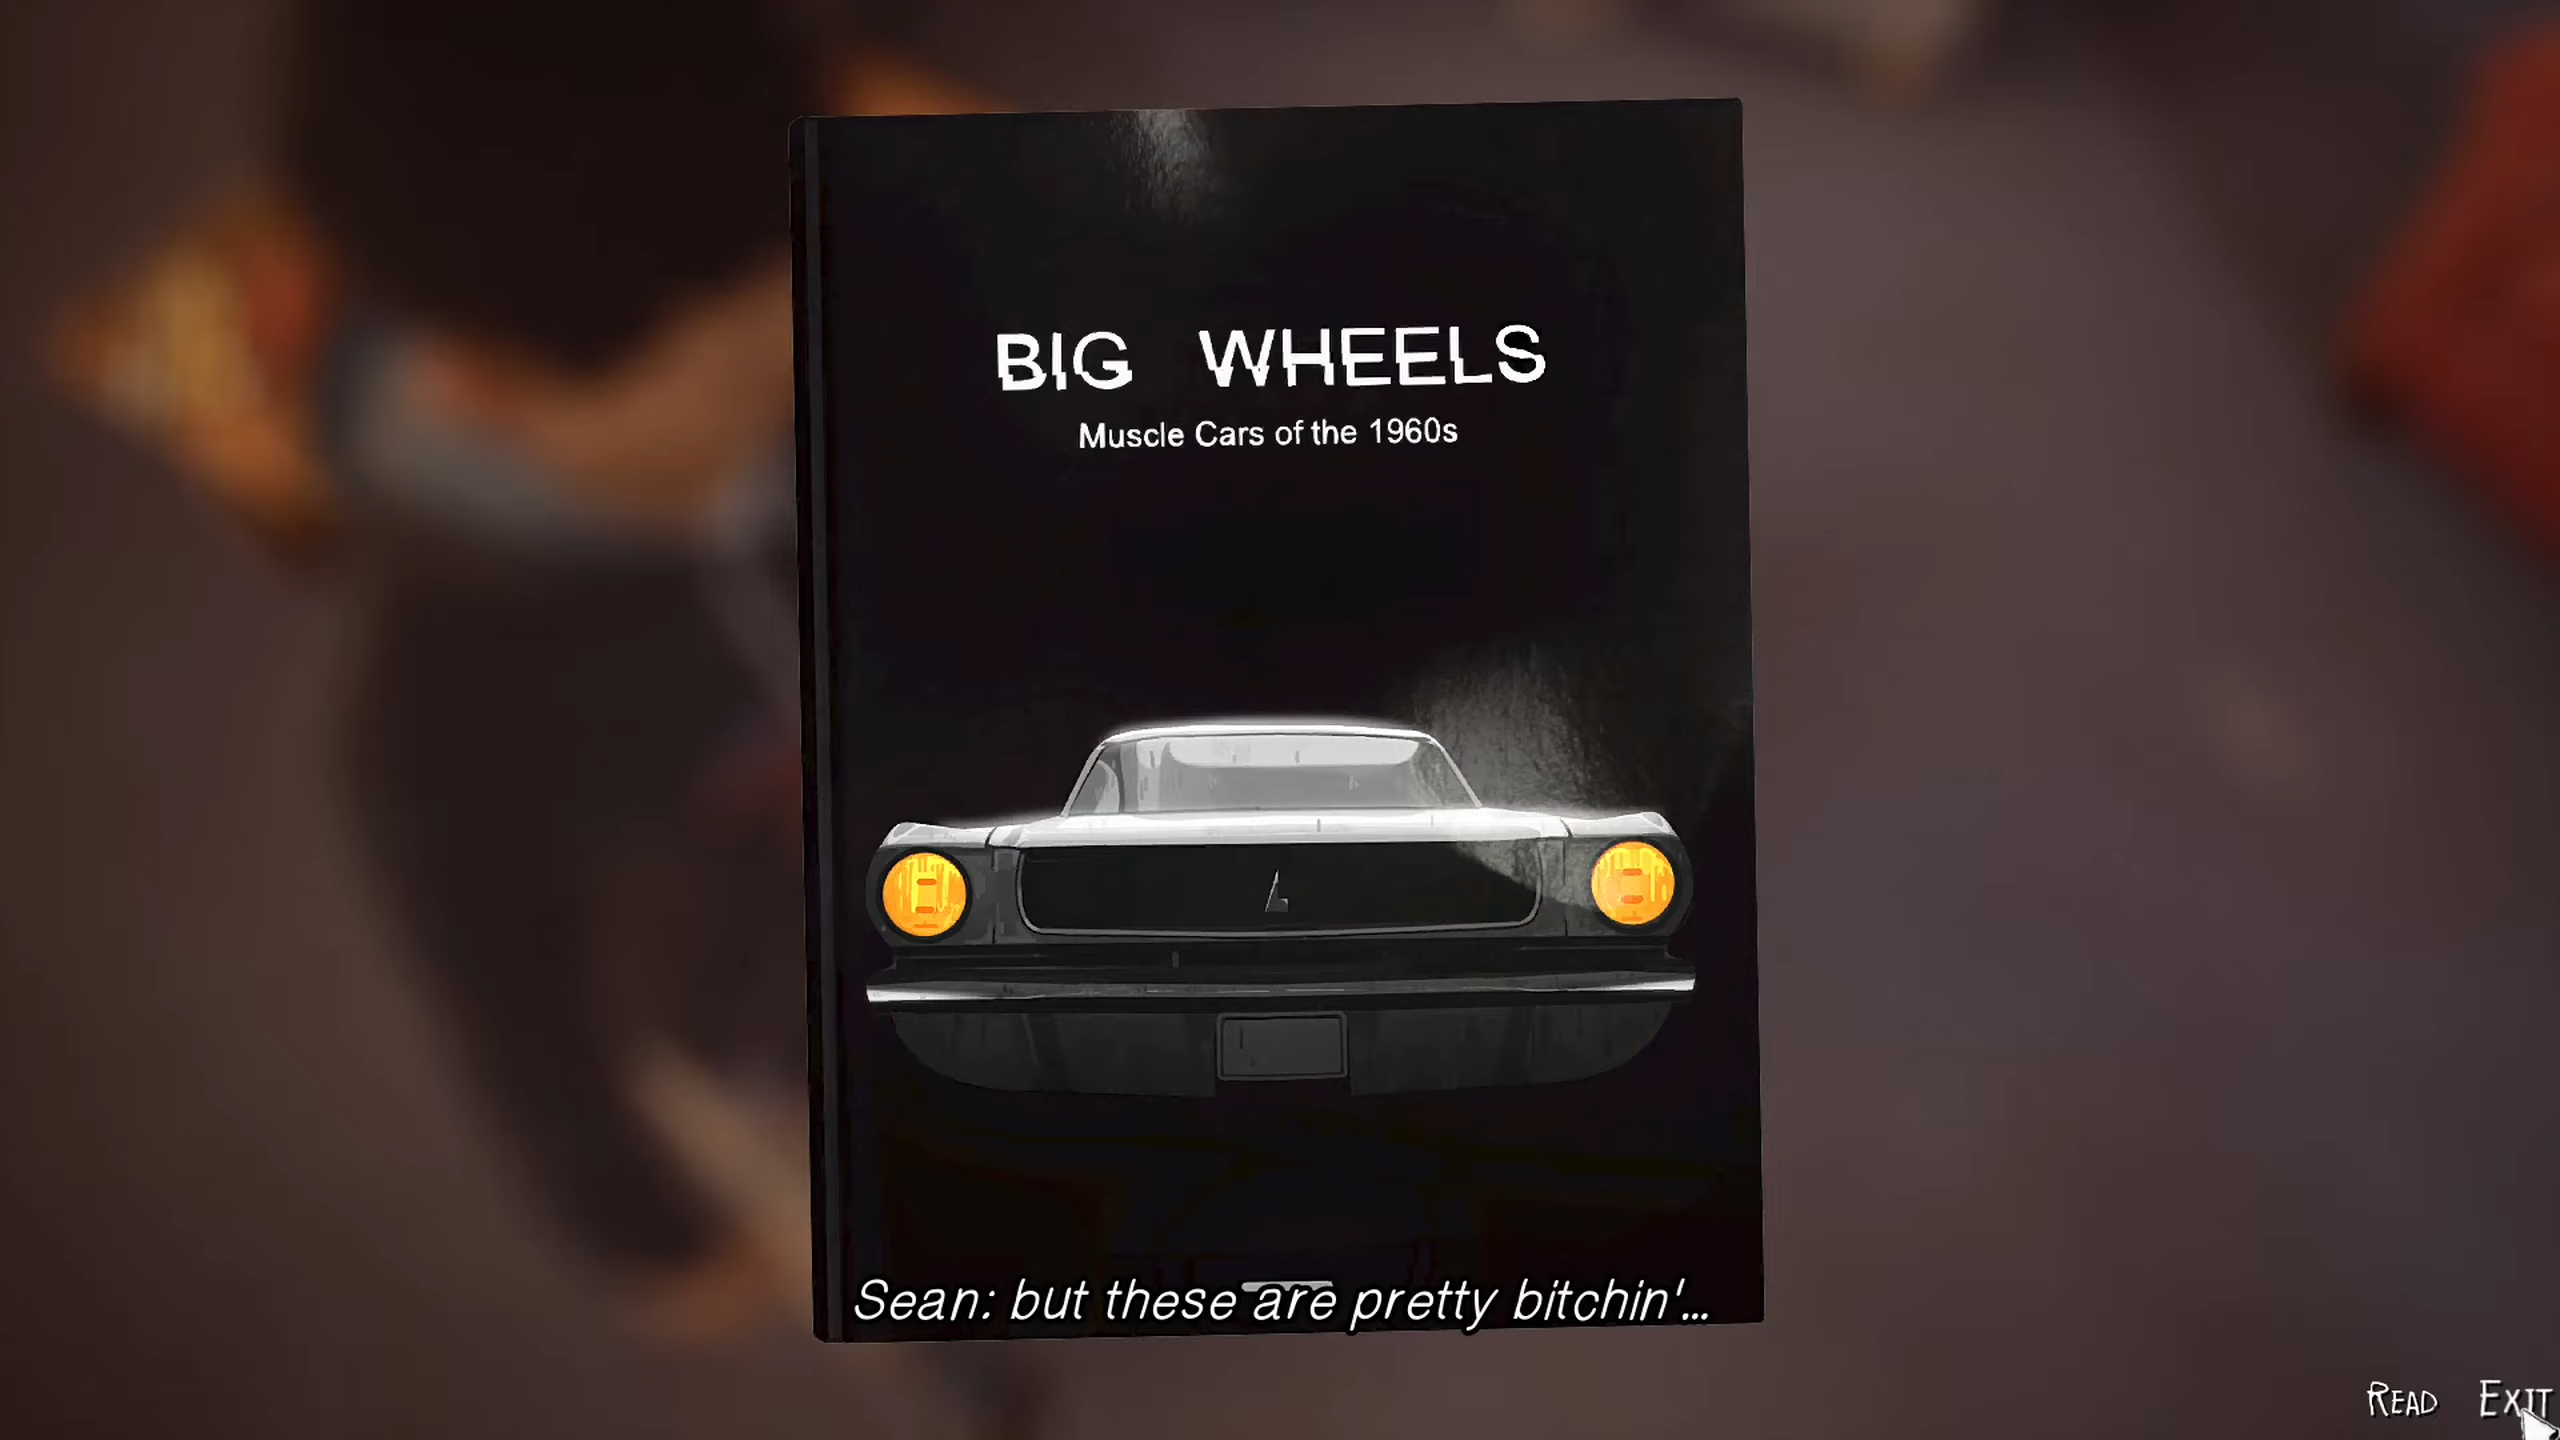 BIG WHEELS
Muscle Cars of the 1960s
Sean: but these are pretty bitchin'...
READ EXIT